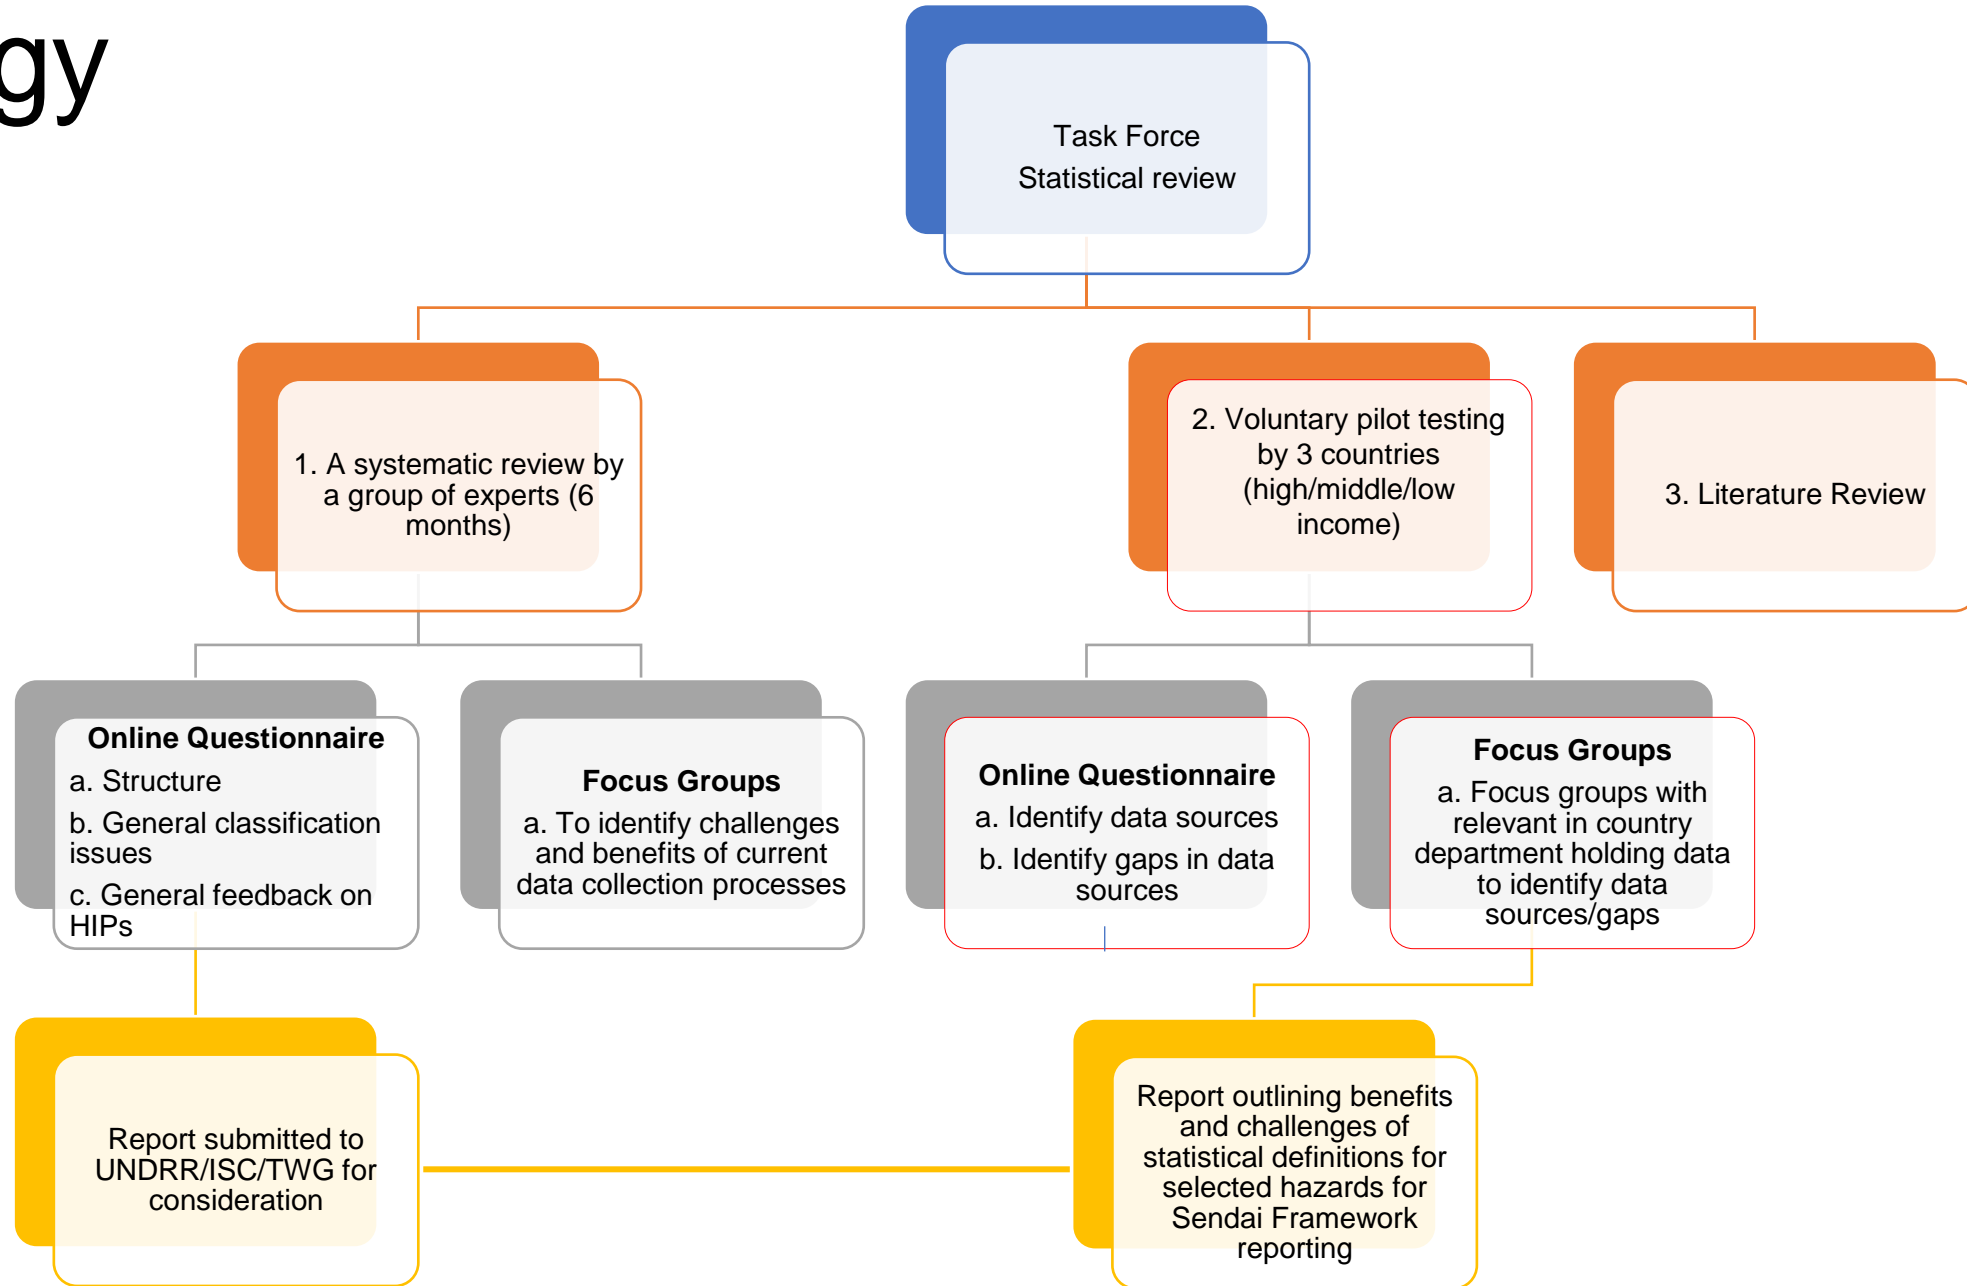 gy
Task Force
Statistical review
1. A systematic review by
a group of experts (6
months)
2. Voluntary pilot testing
by 3 countries
(high/middle/low
income)
3. Literature Review
Online Questionnaire
a. Structure
b. General classification
issues
c. General feedback on
HIPs
Focus Groups
a. To identify challenges
and benefits of current
data collection processes
Online Questionnaire
a. Identify data sources
b. Identify gaps in data
sources
Focus Groups
a. Focus groups with
relevant in country
department holding data
to identify data
sources/gaps
Report submitted to
UNDRR/ISC/TWG for
consideration
Report outlining benefits
and challenges of
statistical definitions for
selected hazards for
Sendai Framework
reporting